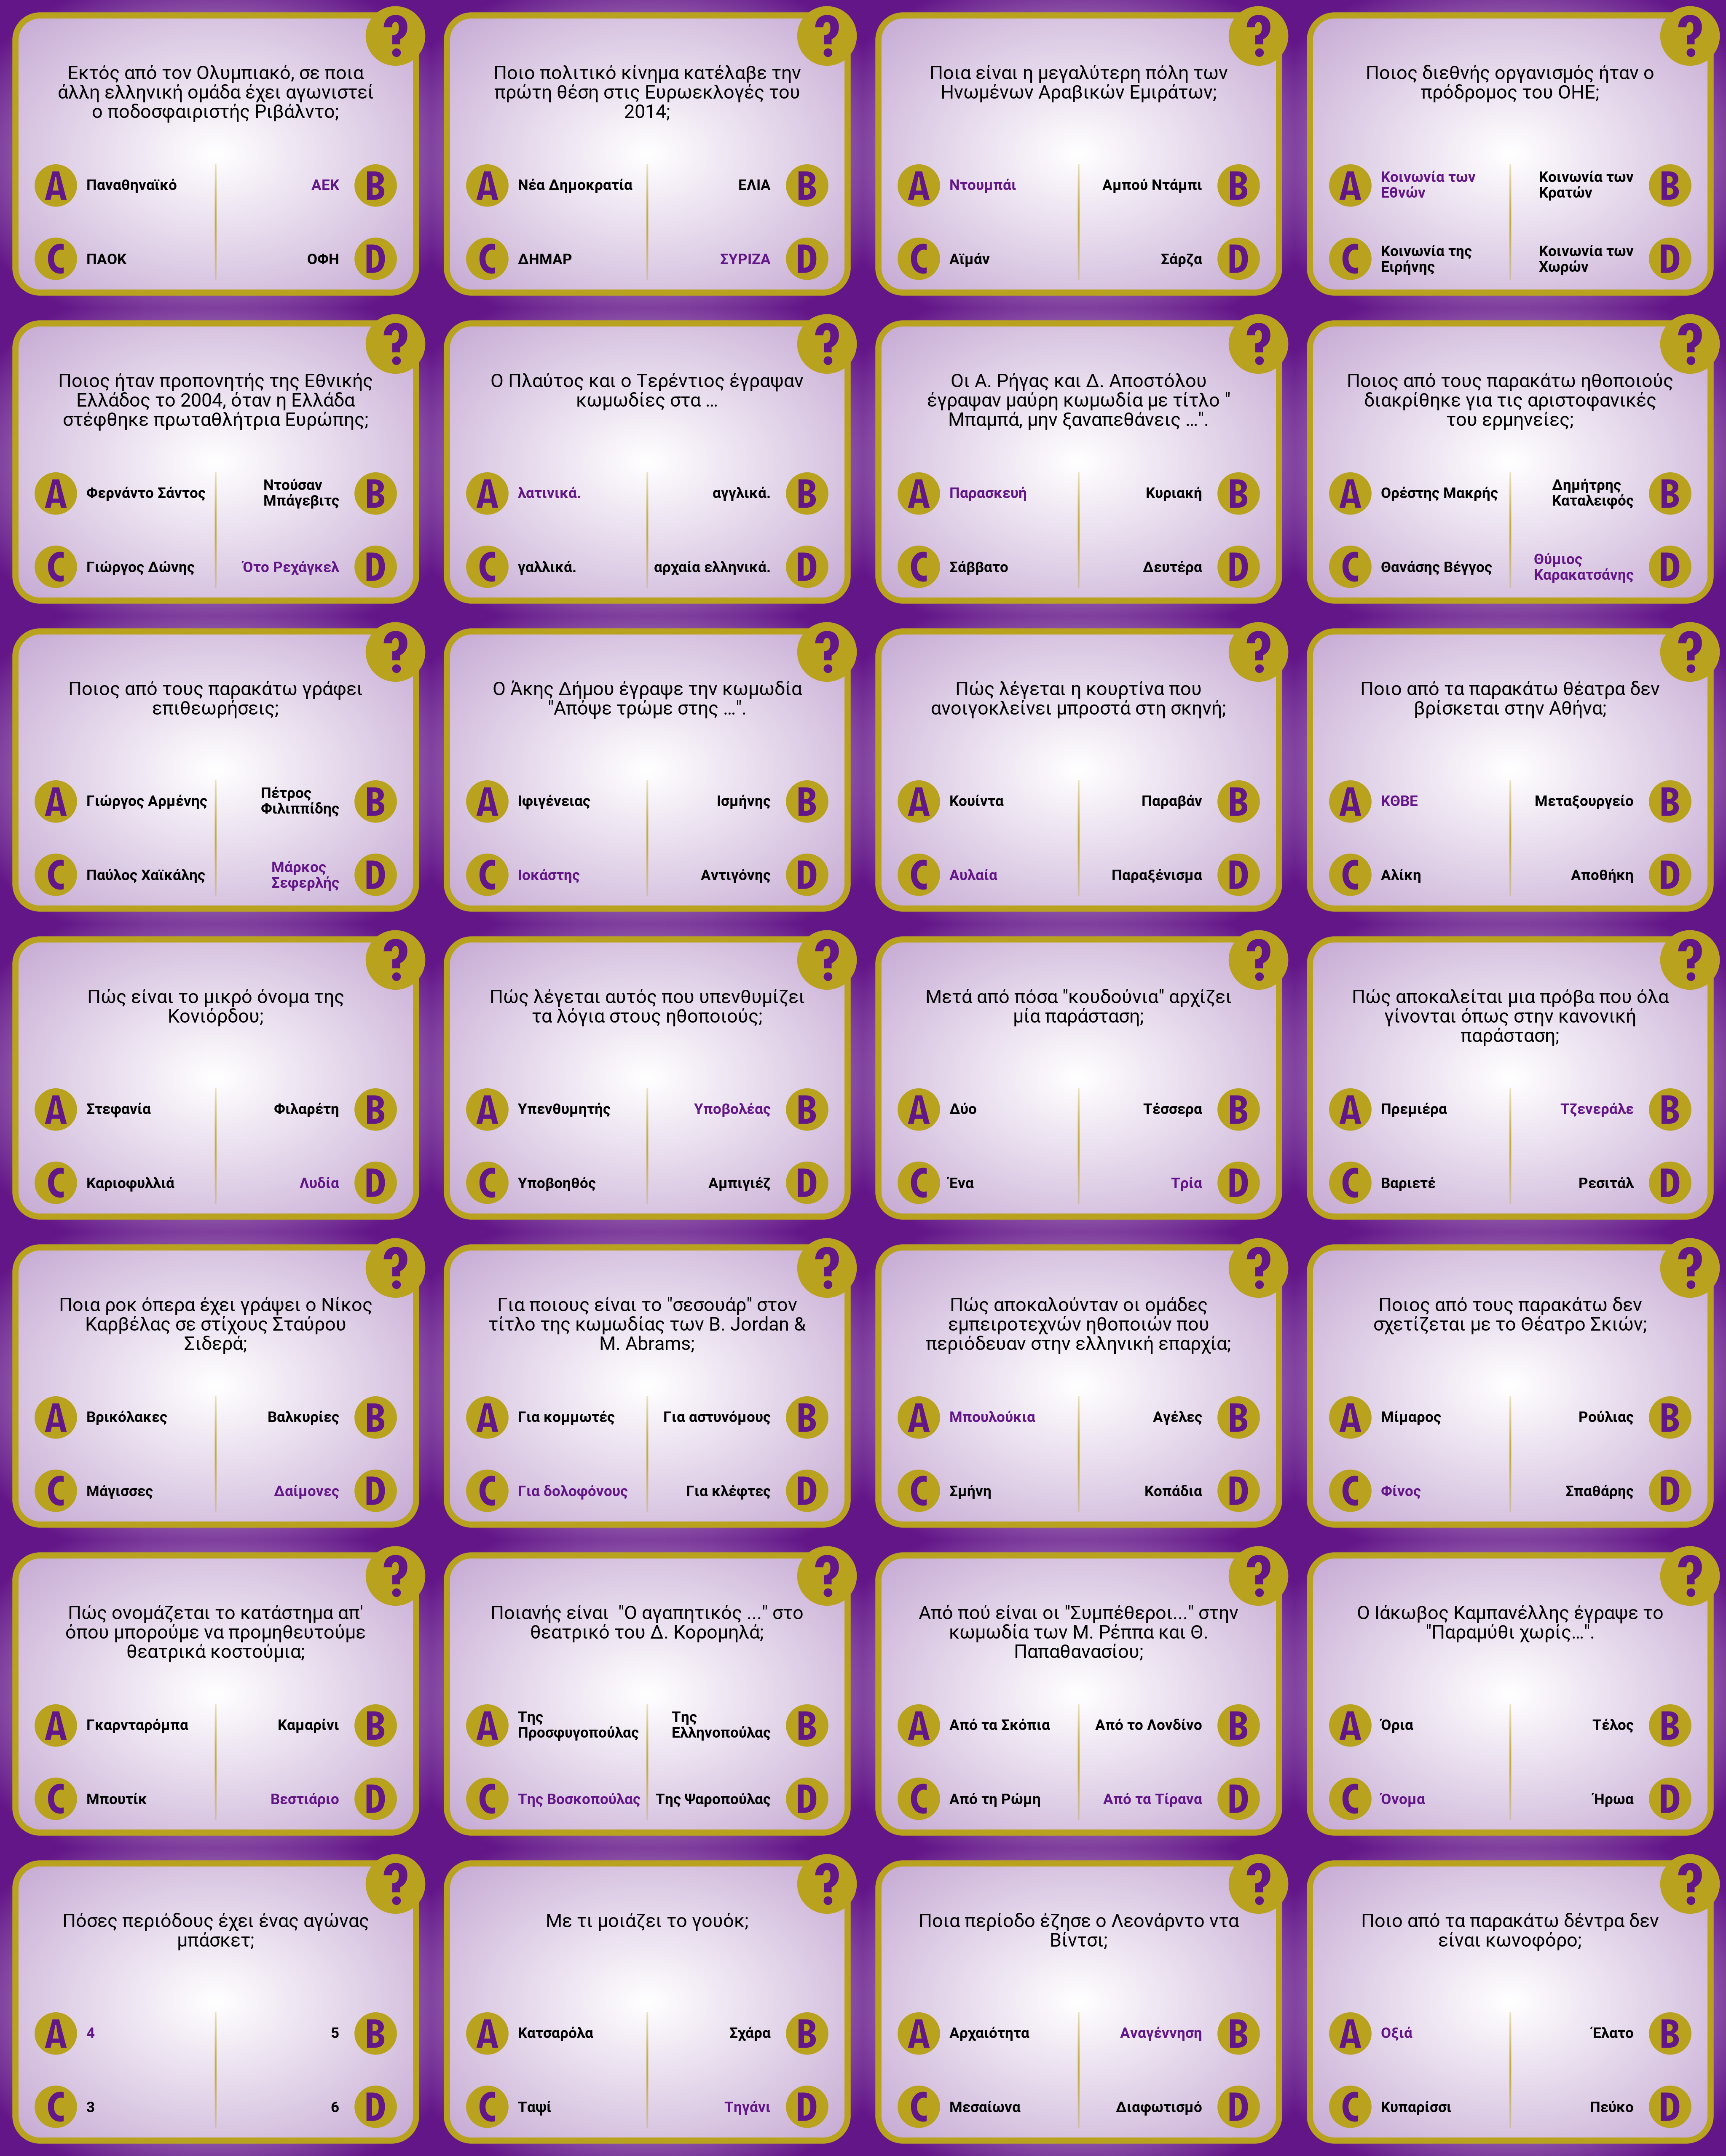 ?
Εκτός από τον Ολυμπιακό, σε ποια
άλλη ελληνική ομάδα έχει αγωνιστεί
ο ποδοσφαιριστής Ριβάλντο;
A Παναθηναϊκό
ΑΕΚ B
C ΠΑΟΚ
ΟΦΗ D
?
Ποιο πολιτικό κίνημα κατέλαβε την
πρώτη θέση στις Ευρωεκλογές του
2014;
A Νέα Δημοκρατία
ΕΛΙΑ B
C ΔΗΜΑΡ
ΣΥΡΙΖΑ D
?
Ποια είναι η μεγαλύτερη πόλη των
Ηνωμένων Αραβικών Εμιράτων;
A Ντουμπάι
Αμπού Ντάμπι B
C Αϊμάν
Σάρζα D
?
Ποιος διεθνής οργανισμός ήταν ο
πρόδρομος του ΟΗΕ;
A Κοινωνία των
Εθνών
Κοινωνία των
Κρατών B
C Κοινωνία της
Ειρήνης
Κοινωνία των
Χωρών D
?
Ποιος ήταν προπονητής της Εθνικής
Ελλάδος το 2004, όταν η Ελλάδα
στέφθηκε πρωταθλήτρια Ευρώπης;
A Φερνάντο Σάντος
Ντούσαν
Μπάγεβιτς B
C Γιώργος Δώνης
Ότο Ρεχάγκελ D
?
Ο Πλαύτος και ο Τερέντιος έγραψαν
κωμωδίες στα ...
A λατινικά.
αγγλικά. B
C γαλλικά.
αρχαία ελληνικά. D
?
Οι Α. Ρήγας και Δ. Αποστόλου
έγραψαν μαύρη κωμωδία με τίτλο "
Μπαμπά, μην ξαναπεθάνεις ...".
A Παρασκευή
Κυριακή B
C Σάββατο
Δευτέρα D
?
Ποιος από τους παρακάτω ηθοποιούς
διακρίθηκε για τις αριστοφανικές
του ερμηνείες;
A Ορέστης Μακρής
Δημήτρης
Καταλειφός B
C Θανάσης Βέγγος
Θύμιος
Καρακατσάνης D
?
Ποιος από τους παρακάτω γράφει
επιθεωρήσεις;
A Γιώργος Αρμένης
Πέτρος
Φιλιππίδης B
C Παύλος Χαϊκάλης
Μάρκος
Σεφερλής D
?
Ο Άκης Δήμου έγραψε την κωμωδία
"Απόψε τρώμε στης ...".
A Ιφιγένειας
Ισμήνης B
C Ιοκάστης
Αντιγόνης D
?
Πώς λέγεται η κουρτίνα που
ανοιγοκλείνει μπροστά στη σκηνή;
A Κουίντα
Παραβάν B
C Αυλαία
Παραξένισμα D
?
Ποιο από τα παρακάτω θέατρα δεν
βρίσκεται στην Αθήνα;
A ΚΘΒΕ
Μεταξουργείο B
C Αλίκη
Αποθήκη D
?
Πώς είναι το μικρό όνομα της
Κονιόρδου;
A Στεφανία
Φιλαρέτη B
C Καριοφυλλιά
Λυδία D
?
Πώς λέγεται αυτός που υπενθυμίζει
τα λόγια στους ηθοποιούς;
A Υπενθυμητής
Υποβολέας B
C Υποβοηθός
Αμπιγιέζ D
?
Μετά από πόσα "κουδούνια" αρχίζει
μία παράσταση;
A Δύο
Τέσσερα B
C Ένα
Τρία D
?
Πώς αποκαλείται μια πρόβα που όλα
γίνονται όπως στην κανονική
παράσταση;
A Πρεμιέρα
Τζενεράλε B
C Βαριετέ
Ρεσιτάλ D
?
Ποια ροκ όπερα έχει γράψει ο Νίκος
Καρβέλας σε στίχους Σταύρου
Σιδερά;
A Βρικόλακες
Βαλκυρίες B
C Μάγισσες
Δαίμονες D
?
Για ποιους είναι το "σεσουάρ" στον
τίτλο της κωμωδίας των B. Jordan &
M. Abrams;
A Για κομμωτές
Για αστυνόμους B
C Για δολοφόνους
Για κλέφτες D
?
Πώς αποκαλούνταν οι ομάδες
εμπειροτεχνών ηθοποιών που
περιόδευαν στην ελληνική επαρχία;
A Μπουλούκια
Αγέλες B
C Σμήνη
Κοπάδια D
?
Ποιος από τους παρακάτω δεν
σχετίζεται με το Θέατρο Σκιών;
A Μίμαρος
Ρούλιας B
C Φίνος
Σπαθάρης D
?
Πώς ονομάζεται το κατάστημα απ'
όπου μπορούμε να προμηθευτούμε
θεατρικά κοστούμια;
A Γκαρνταρόμπα
Καμαρίνι B
C Μπουτίκ
Βεστιάριο D
?
Ποιανής είναι "Ο αγαπητικός ..." στο
θεατρικό του Δ. Κορομηλά;
A Της
Προσφυγοπούλας
Της
Ελληνοπούλας B
C Της Βοσκοπούλας
Της Ψαροπούλας D
?
Από πού είναι οι "Συμπέθεροι..." στην
κωμωδία των Μ. Ρέππα και Θ.
Παπαθανασίου;
A Από τα Σκόπια
Από το Λονδίνο B
C Από τη Ρώμη
Από τα Τίρανα D
?
Ο Ιάκωβος Καμπανέλλης έγραψε το
"Παραμύθι χωρίς...".
A Όρια
Τέλος B
C Όνομα
Ήρωα D
?
Πόσες περιόδους έχει ένας αγώνας
μπάσκετ;
A 4
5 B
C 3
6 D
?
Με τι μοιάζει το γουόκ;
A Κατσαρόλα
Σχάρα B
C Ταψί
Τηγάνι D
?
Ποια περίοδο έζησε ο Λεονάρντο ντα
Βίντσι;
A Αρχαιότητα
Αναγέννηση B
C Μεσαίωνα
Διαφωτισμό D
?
Ποιο από τα παρακάτω δέντρα δεν
είναι κωνοφόρο;
A Οξιά
Έλατο B
C Κυπαρίσσι
Πεύκο D